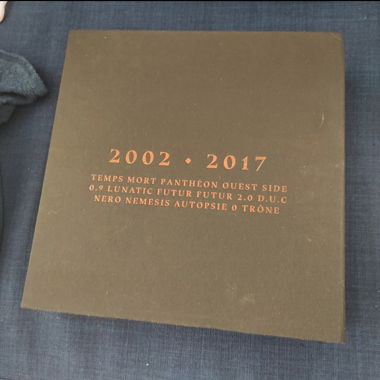 2002 • 2017
TEMPS MORT PANTHÉON OUEST SIDE
0.9 LUNATIC FUTUR FUTUR 2.0 D.U.C
NERO NEMESIS AUTOPSIE 0 TRÔNE